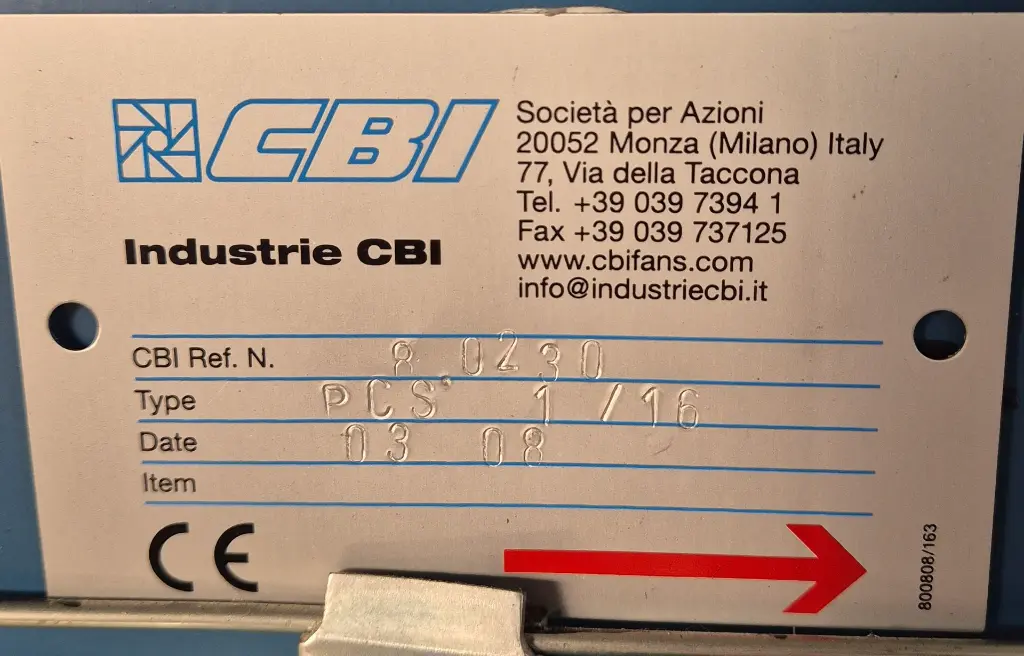 CBI
Industrie CBI
Società per Azioni
20052 Monza (Milano) Italy
77, Via della Taccona
Tel. +39 039 7394 1
Fax +39 039 737125
www.cbifans.com
info@industriecbi.it
CBI Ref. N. 8 0230
Type PCS 1 /16
Date 03 08
Item
CE
800808/163